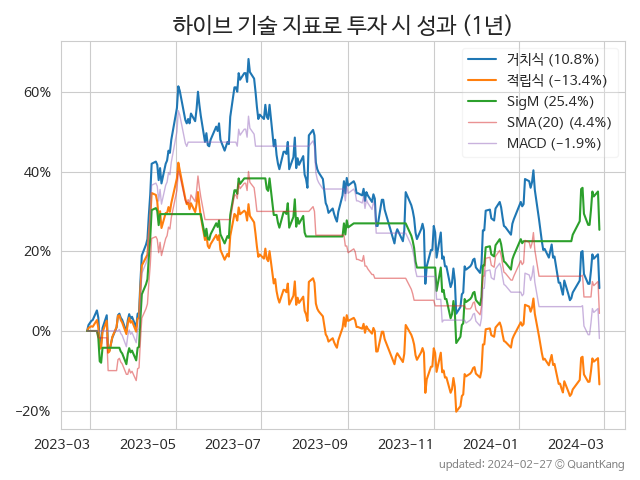 하이브 기술 지표로 투자 시 성과 (1년)
거치식 (10.8%)
적립식 (−13.4%)
SigM (25.4%)
SMA(20) (4.4%)
MACD (−1.9%)
60%
40%
20%
0%
−20%
2023-03 2023-05 2023-07 2023-09 2023-11 2024-01 2024-03
updated: 2024-02-27 © QuantKang